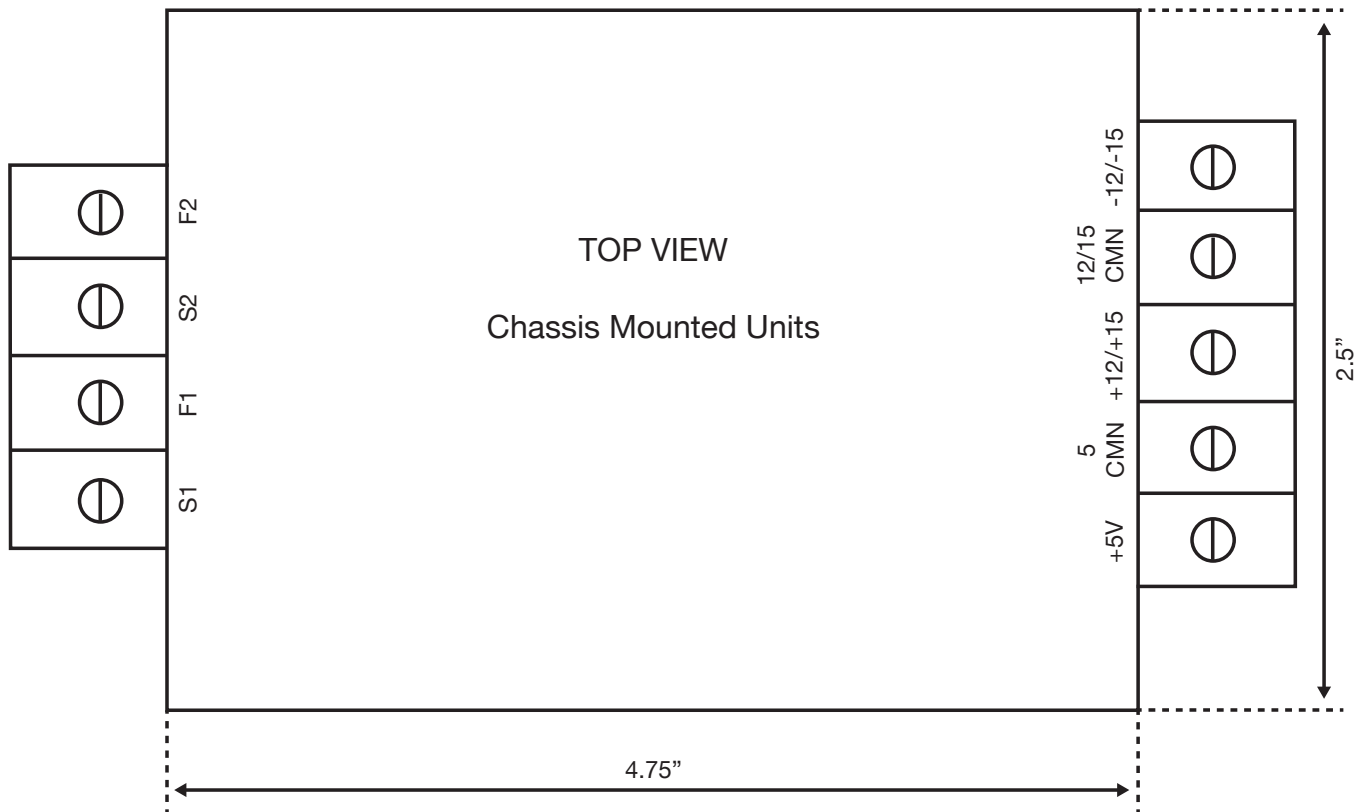 TOP VIEW
Chassis Mounted Units
F2
S2
F1
S1
-12/-15
12/15
CMN
+12/+15
5
CMN
+5V
2.5”
4.75”